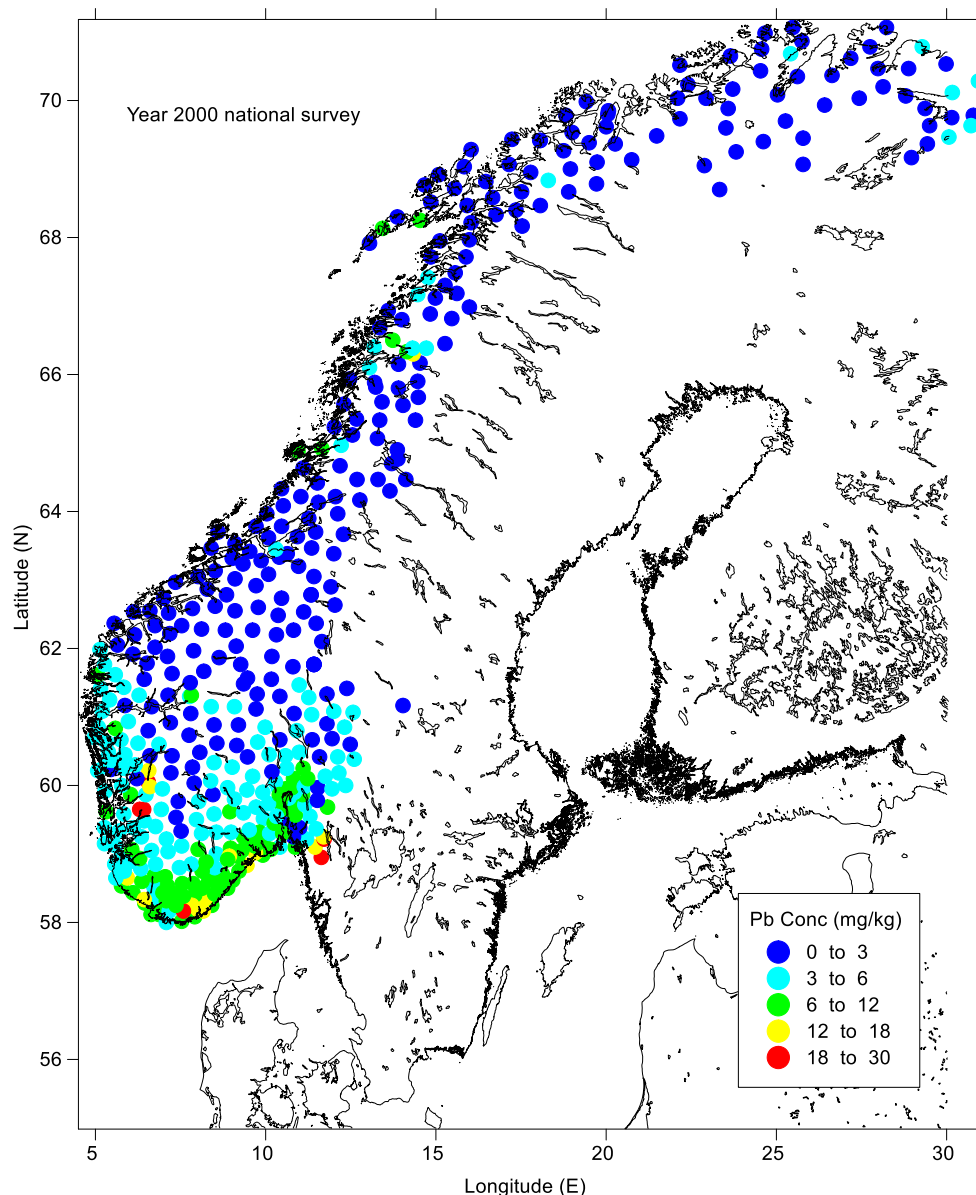 Year 2000 national survey
70
68
66
64
62
60
58
56
Latitude (N)
Pb Conc (mg/kg)
0 to 3
3 to 6
6 to 12
12 to 18
18 to 30
5
10
15
20
25
30
Longitude (E)